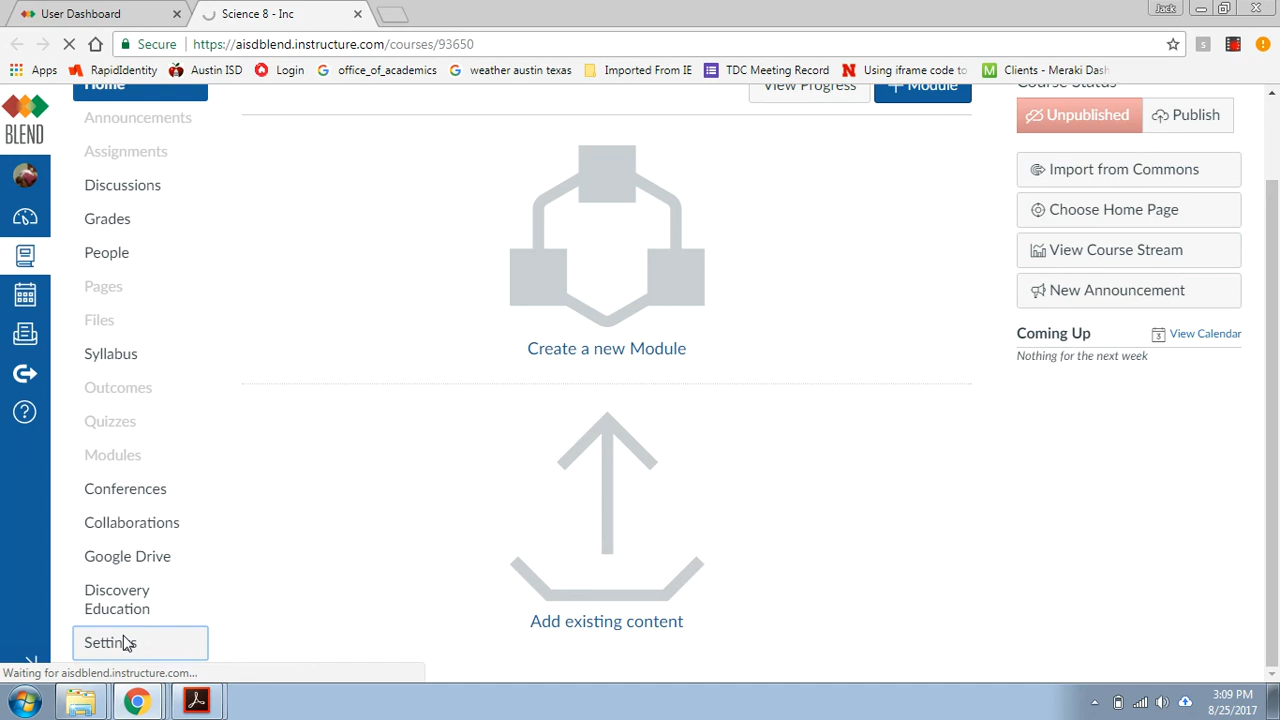 User Dashboard
Science 8 - Inc
Jack
Secure
https://aisdblend.instructure.com/courses/93650
Apps
RapidIdentity
Austin ISD
Login
office_of_academics
weather austin texas
Imported From IE
TDC Meeting Record
Using iframe code to
Clients - Meraki Dash
BLEND
Home
Announcements
Assignments
Discussions
Grades
People
Pages
Files
Syllabus
Outcomes
Quizzes
Modules
Conferences
Collaborations
Google Drive
Discovery
Education
Settings
View Progress
+ Module
Create a new Module
Add existing content
Course Status
Unpublished
Publish
Import from Commons
Choose Home Page
View Course Stream
New Announcement
Coming Up
3
View Calendar
Nothing for the next week
Waiting for aisdblend.instructure.com...
3:09 PM
8/25/2017